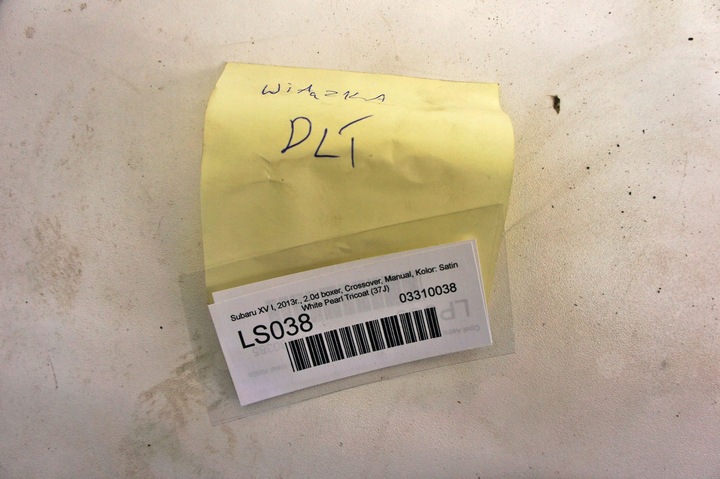 Wiązka
DLT
Subaru XV I, 2013r., 2.0d boxer, Crossover, Manual, Kolor: Satin
White Pearl Tricoat (37J)
LS038
03310038